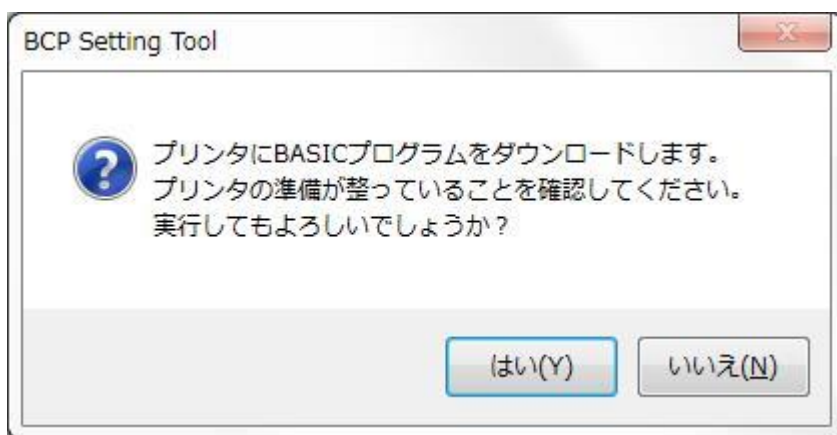 BCP Setting Tool
プリンタにBASICプログラムをダウンロードします。
プリンタの準備が整っていることを確認してください。
実行してもよろしいでしょうか？
はい(Y)
いいえ(N)